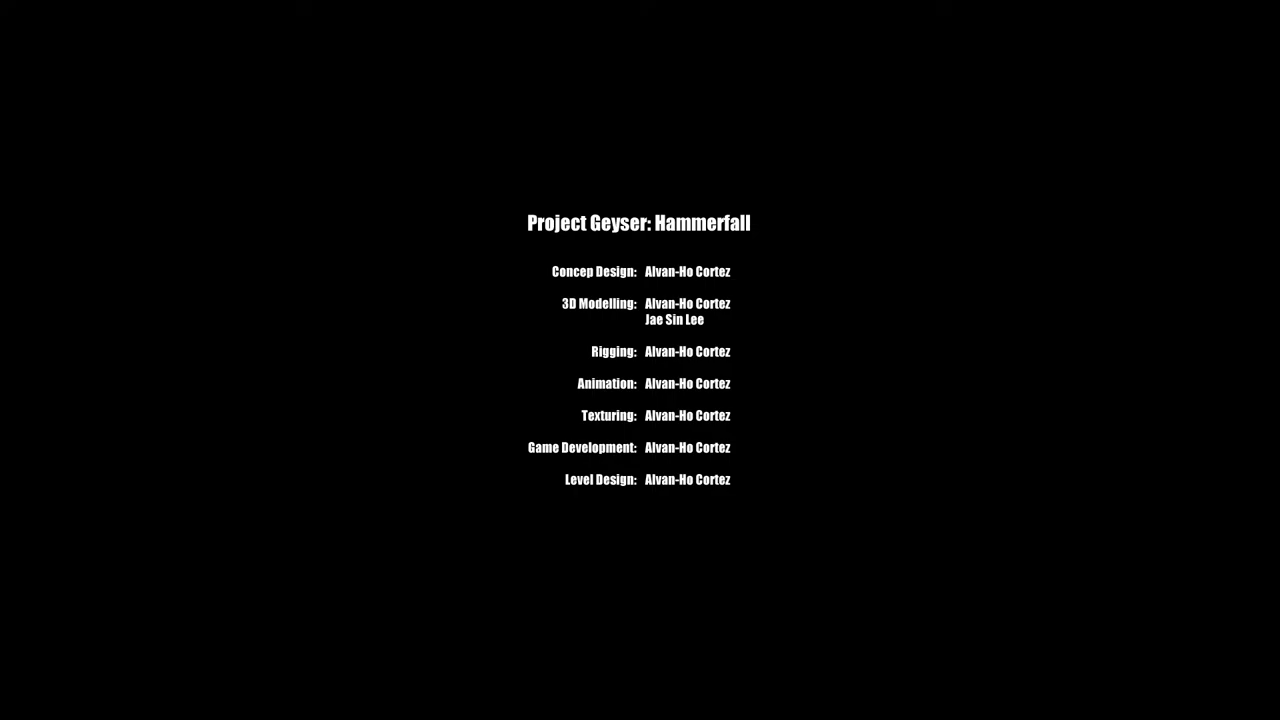 Project Geyser: Hammerfall
Concep Design: Alvan-Ho Cortez
3D Modelling: Alvan-Ho Cortez
Jae Sin Lee
Rigging: Alvan-Ho Cortez
Animation: Alvan-Ho Cortez
Texturing: Alvan-Ho Cortez
Game Development: Alvan-Ho Cortez
Level Design: Alvan-Ho Cortez